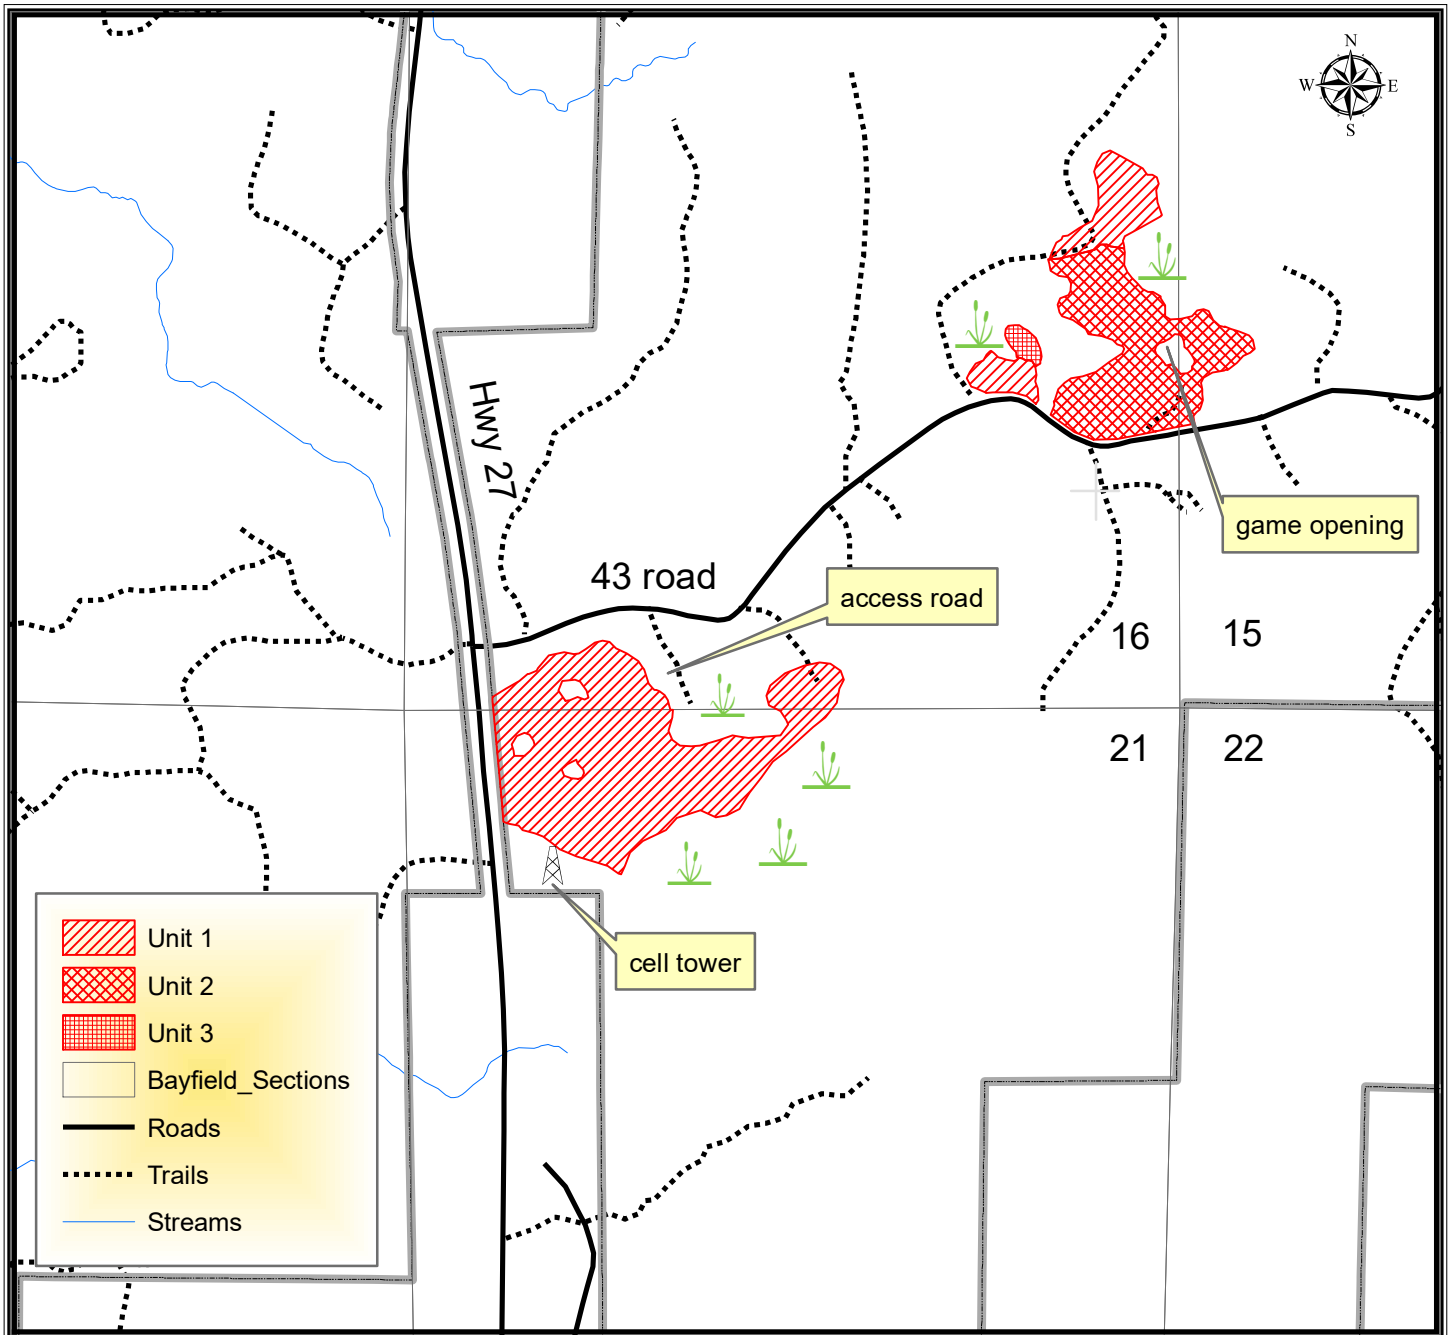 N
W E
S
Hwy 27
game opening
43 road
access road
16 15
21 22
cell tower
Unit 1
Unit 2
Unit 3
Bayfield_Sections
Roads
Trails
Streams